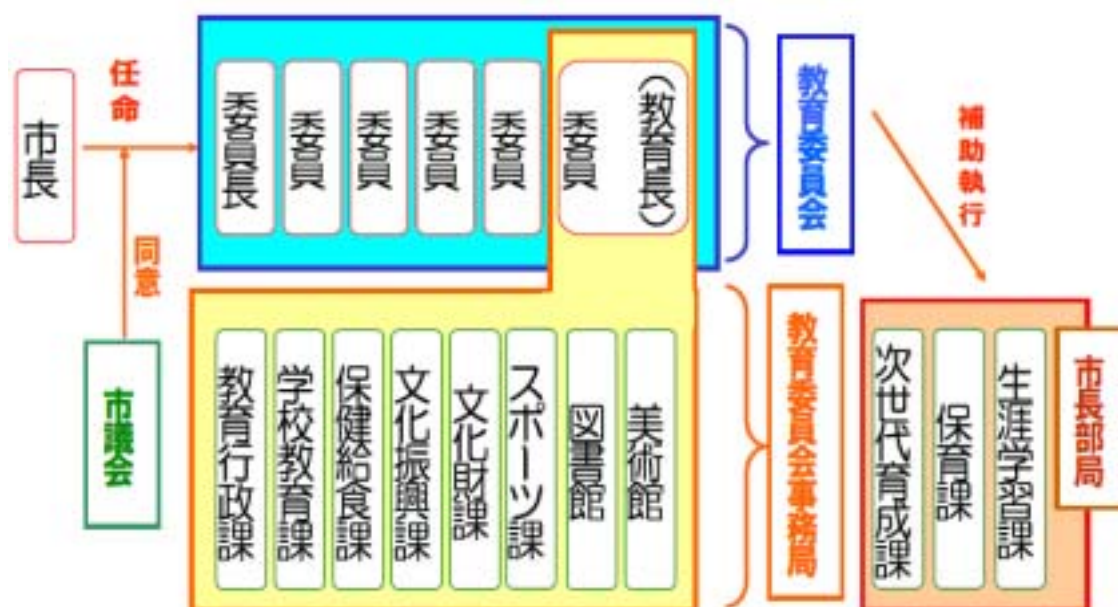 市長
任命
同意
市議会
委員長
委員
委員
委員
委員
委員
（教育長）
教育委員会
補助執行
教育行政課
学校教育課
保健給食課
文化振興課
文化財課
スポーツ課
図書館
美術館
教育委員会事務局
次世代育成課
保育課
生涯学習課
市長部局